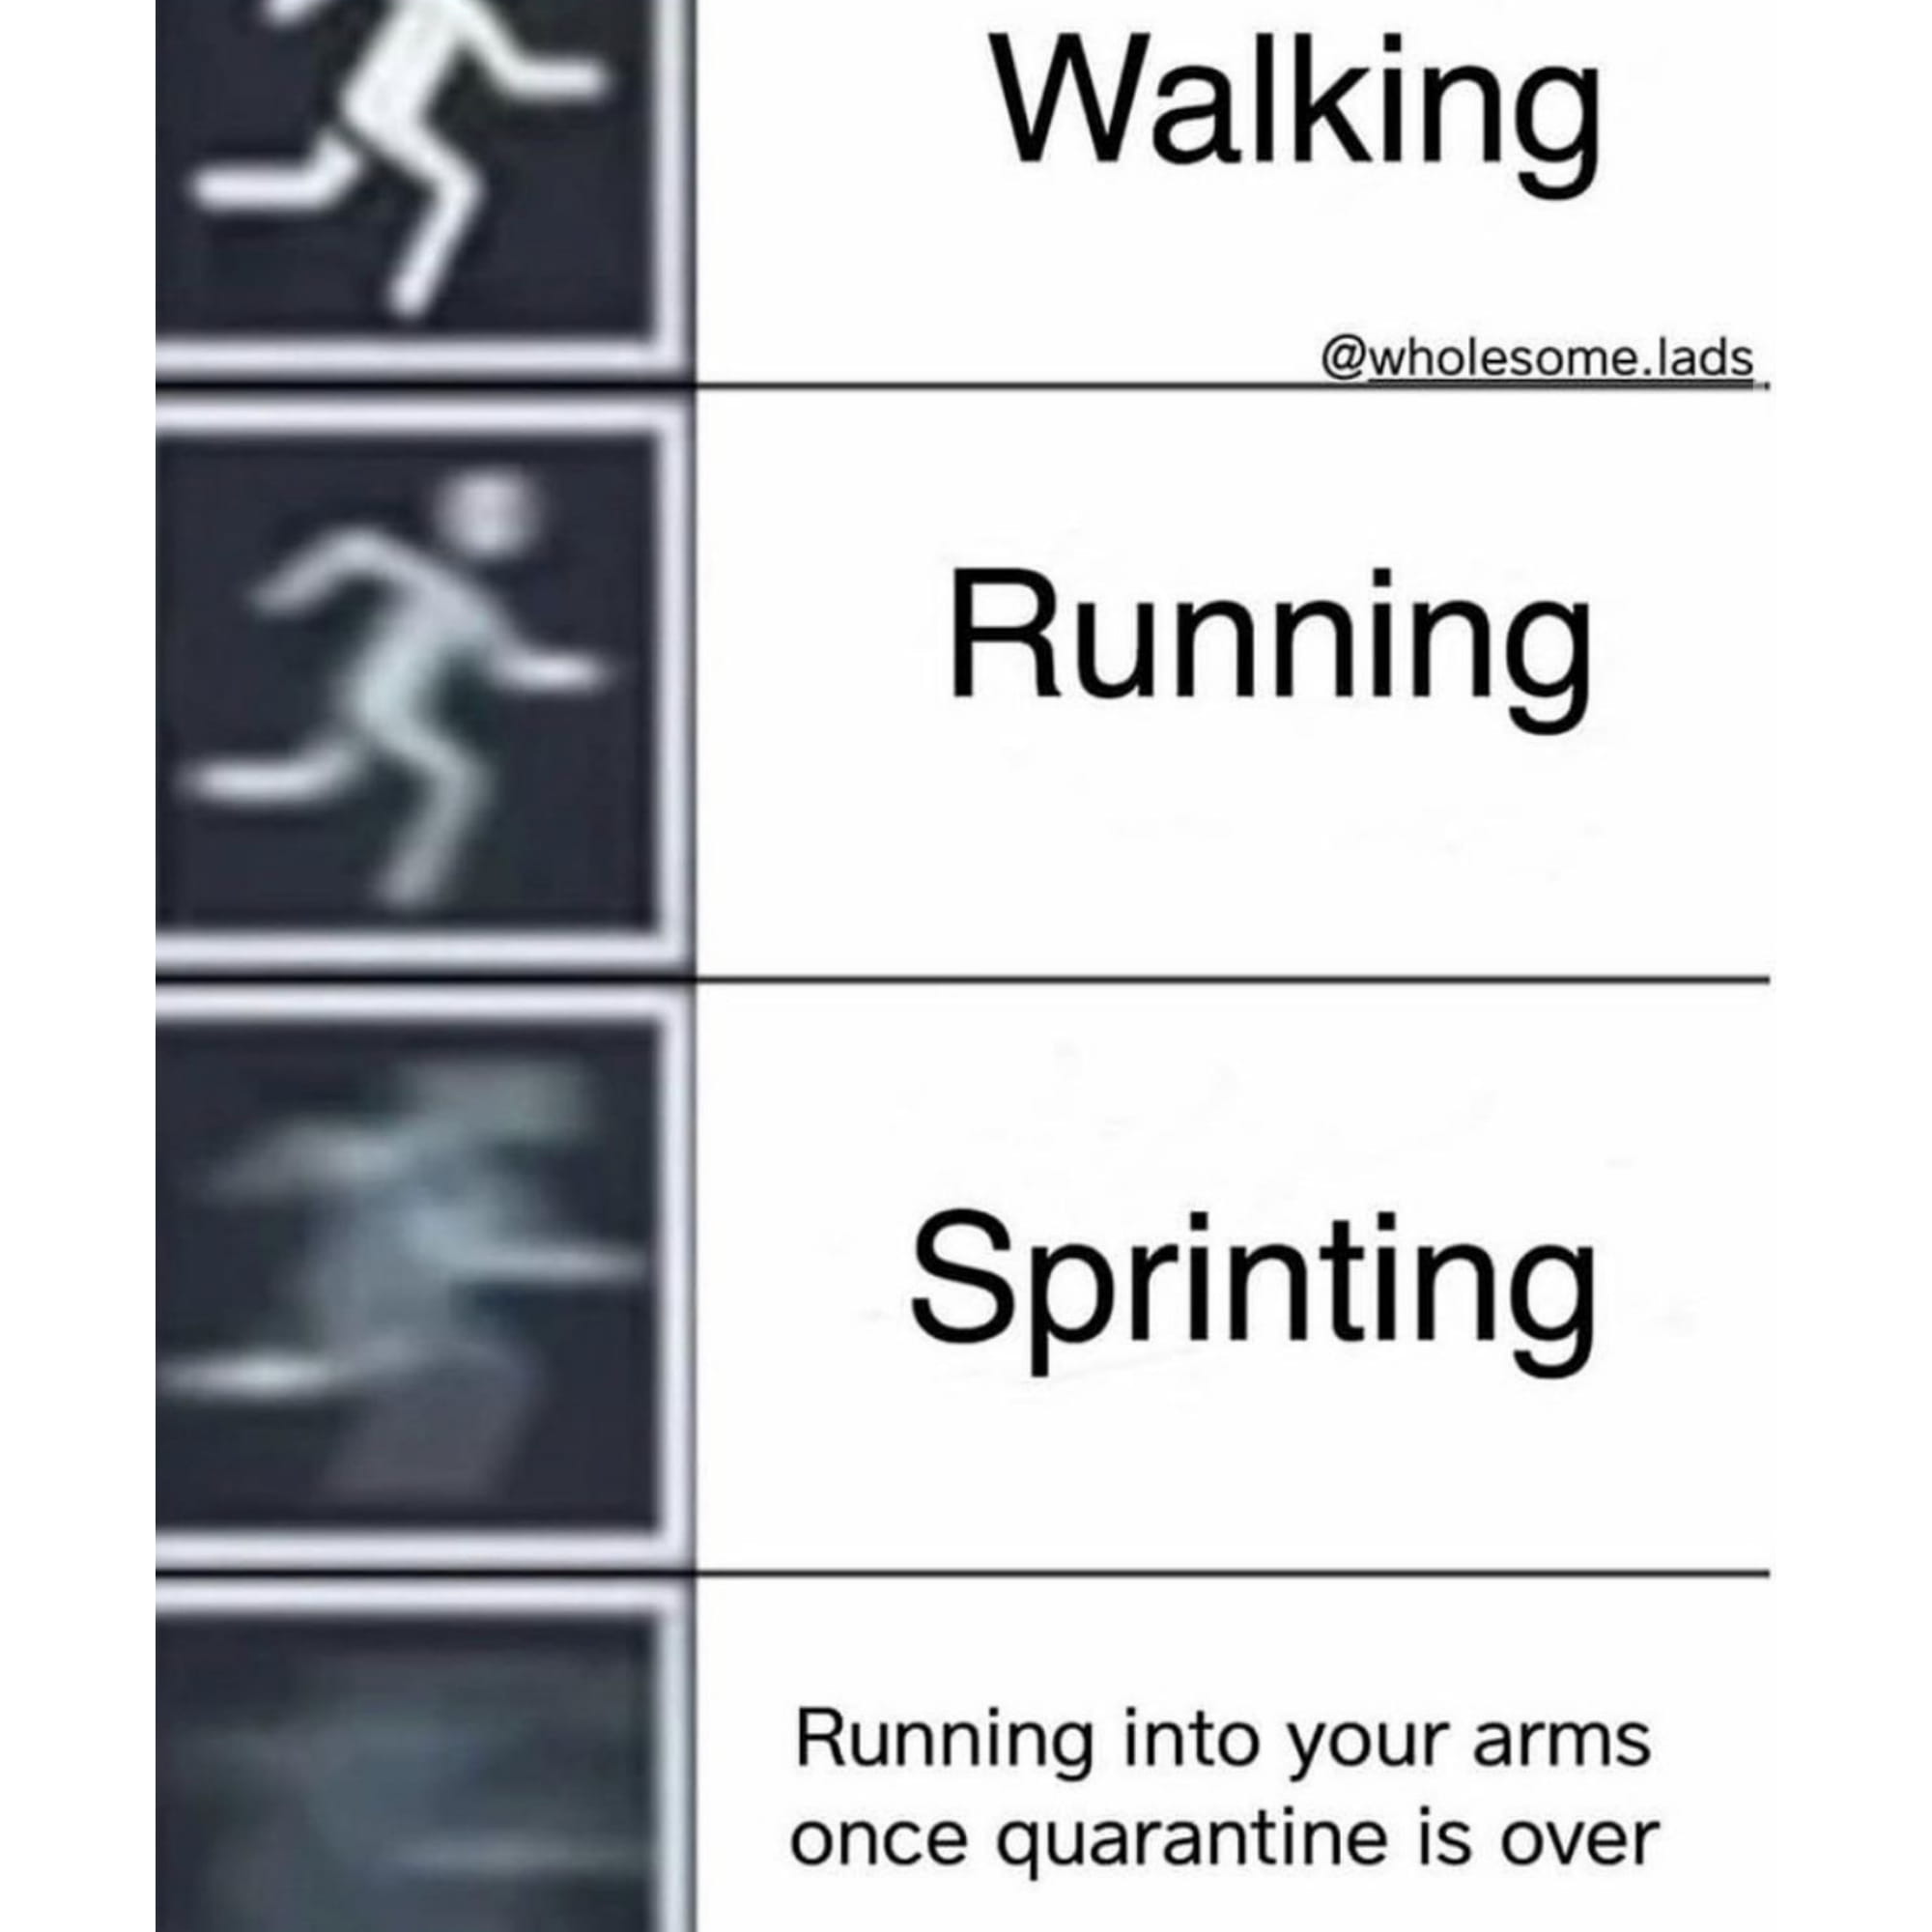 Walking
@wholesome.lads
Running
Sprinting
Running into your arms
once quarantine is over